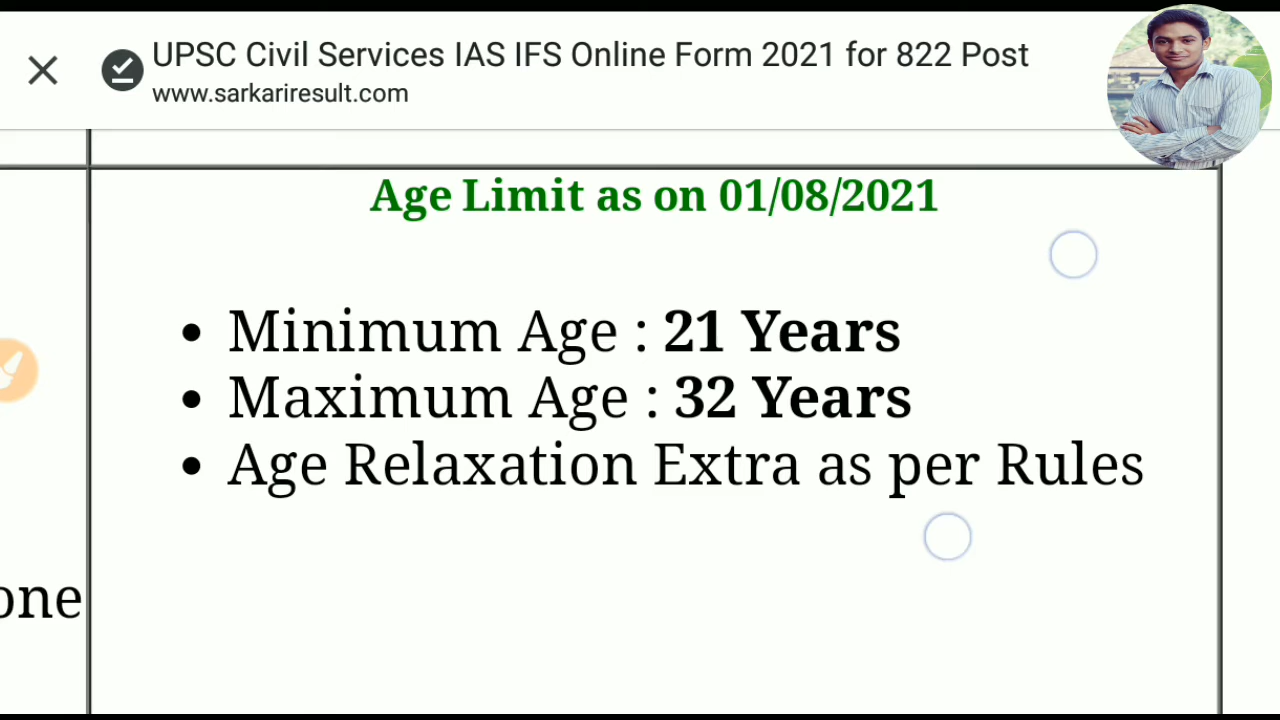 UPSC Civil Services IAS IFS Online Form 2021 for 822 Post
www.sarkariresult.com
Age Limit as on 01/08/2021
• Minimum Age : 21 Years
• Maximum Age : 32 Years
• Age Relaxation Extra as per Rules
one